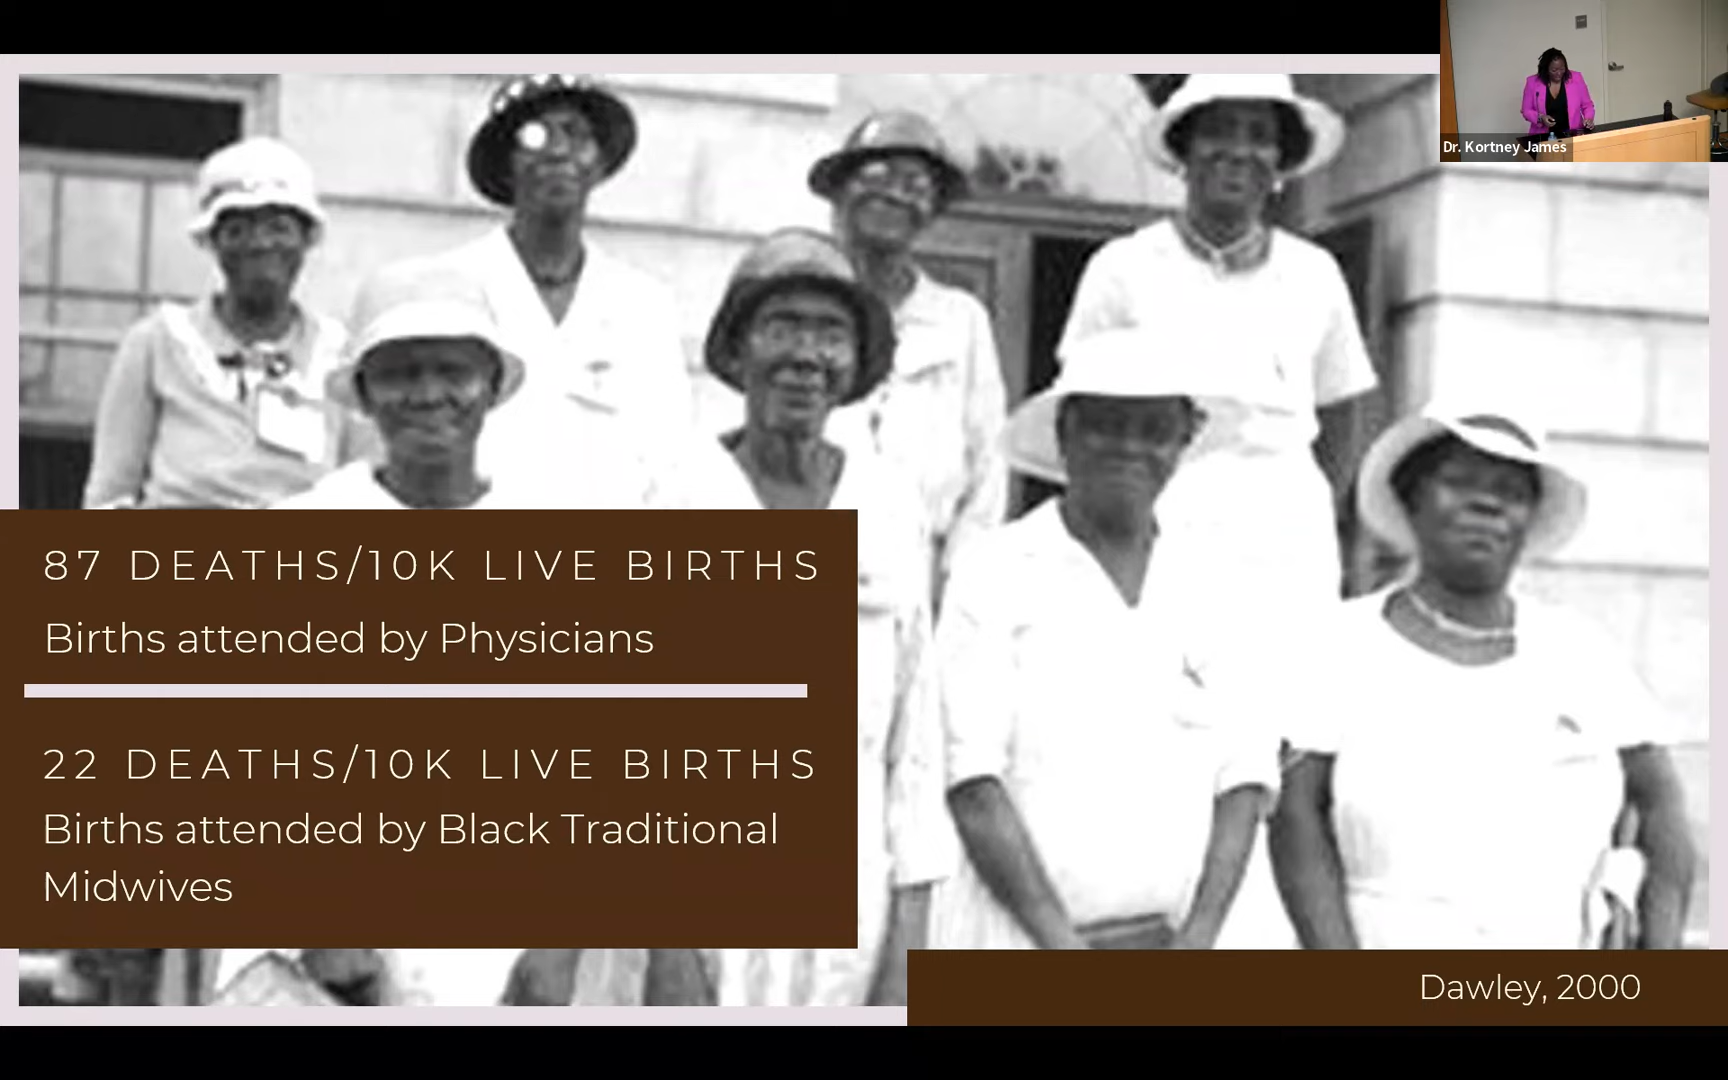 Dr. Kortney James
87 DEATHS/10K LIVE BIRTHS
Births attended by Physicians
22 DEATHS/10K LIVE BIRTHS
Births attended by Black Traditional
Midwives
Dawley, 2000